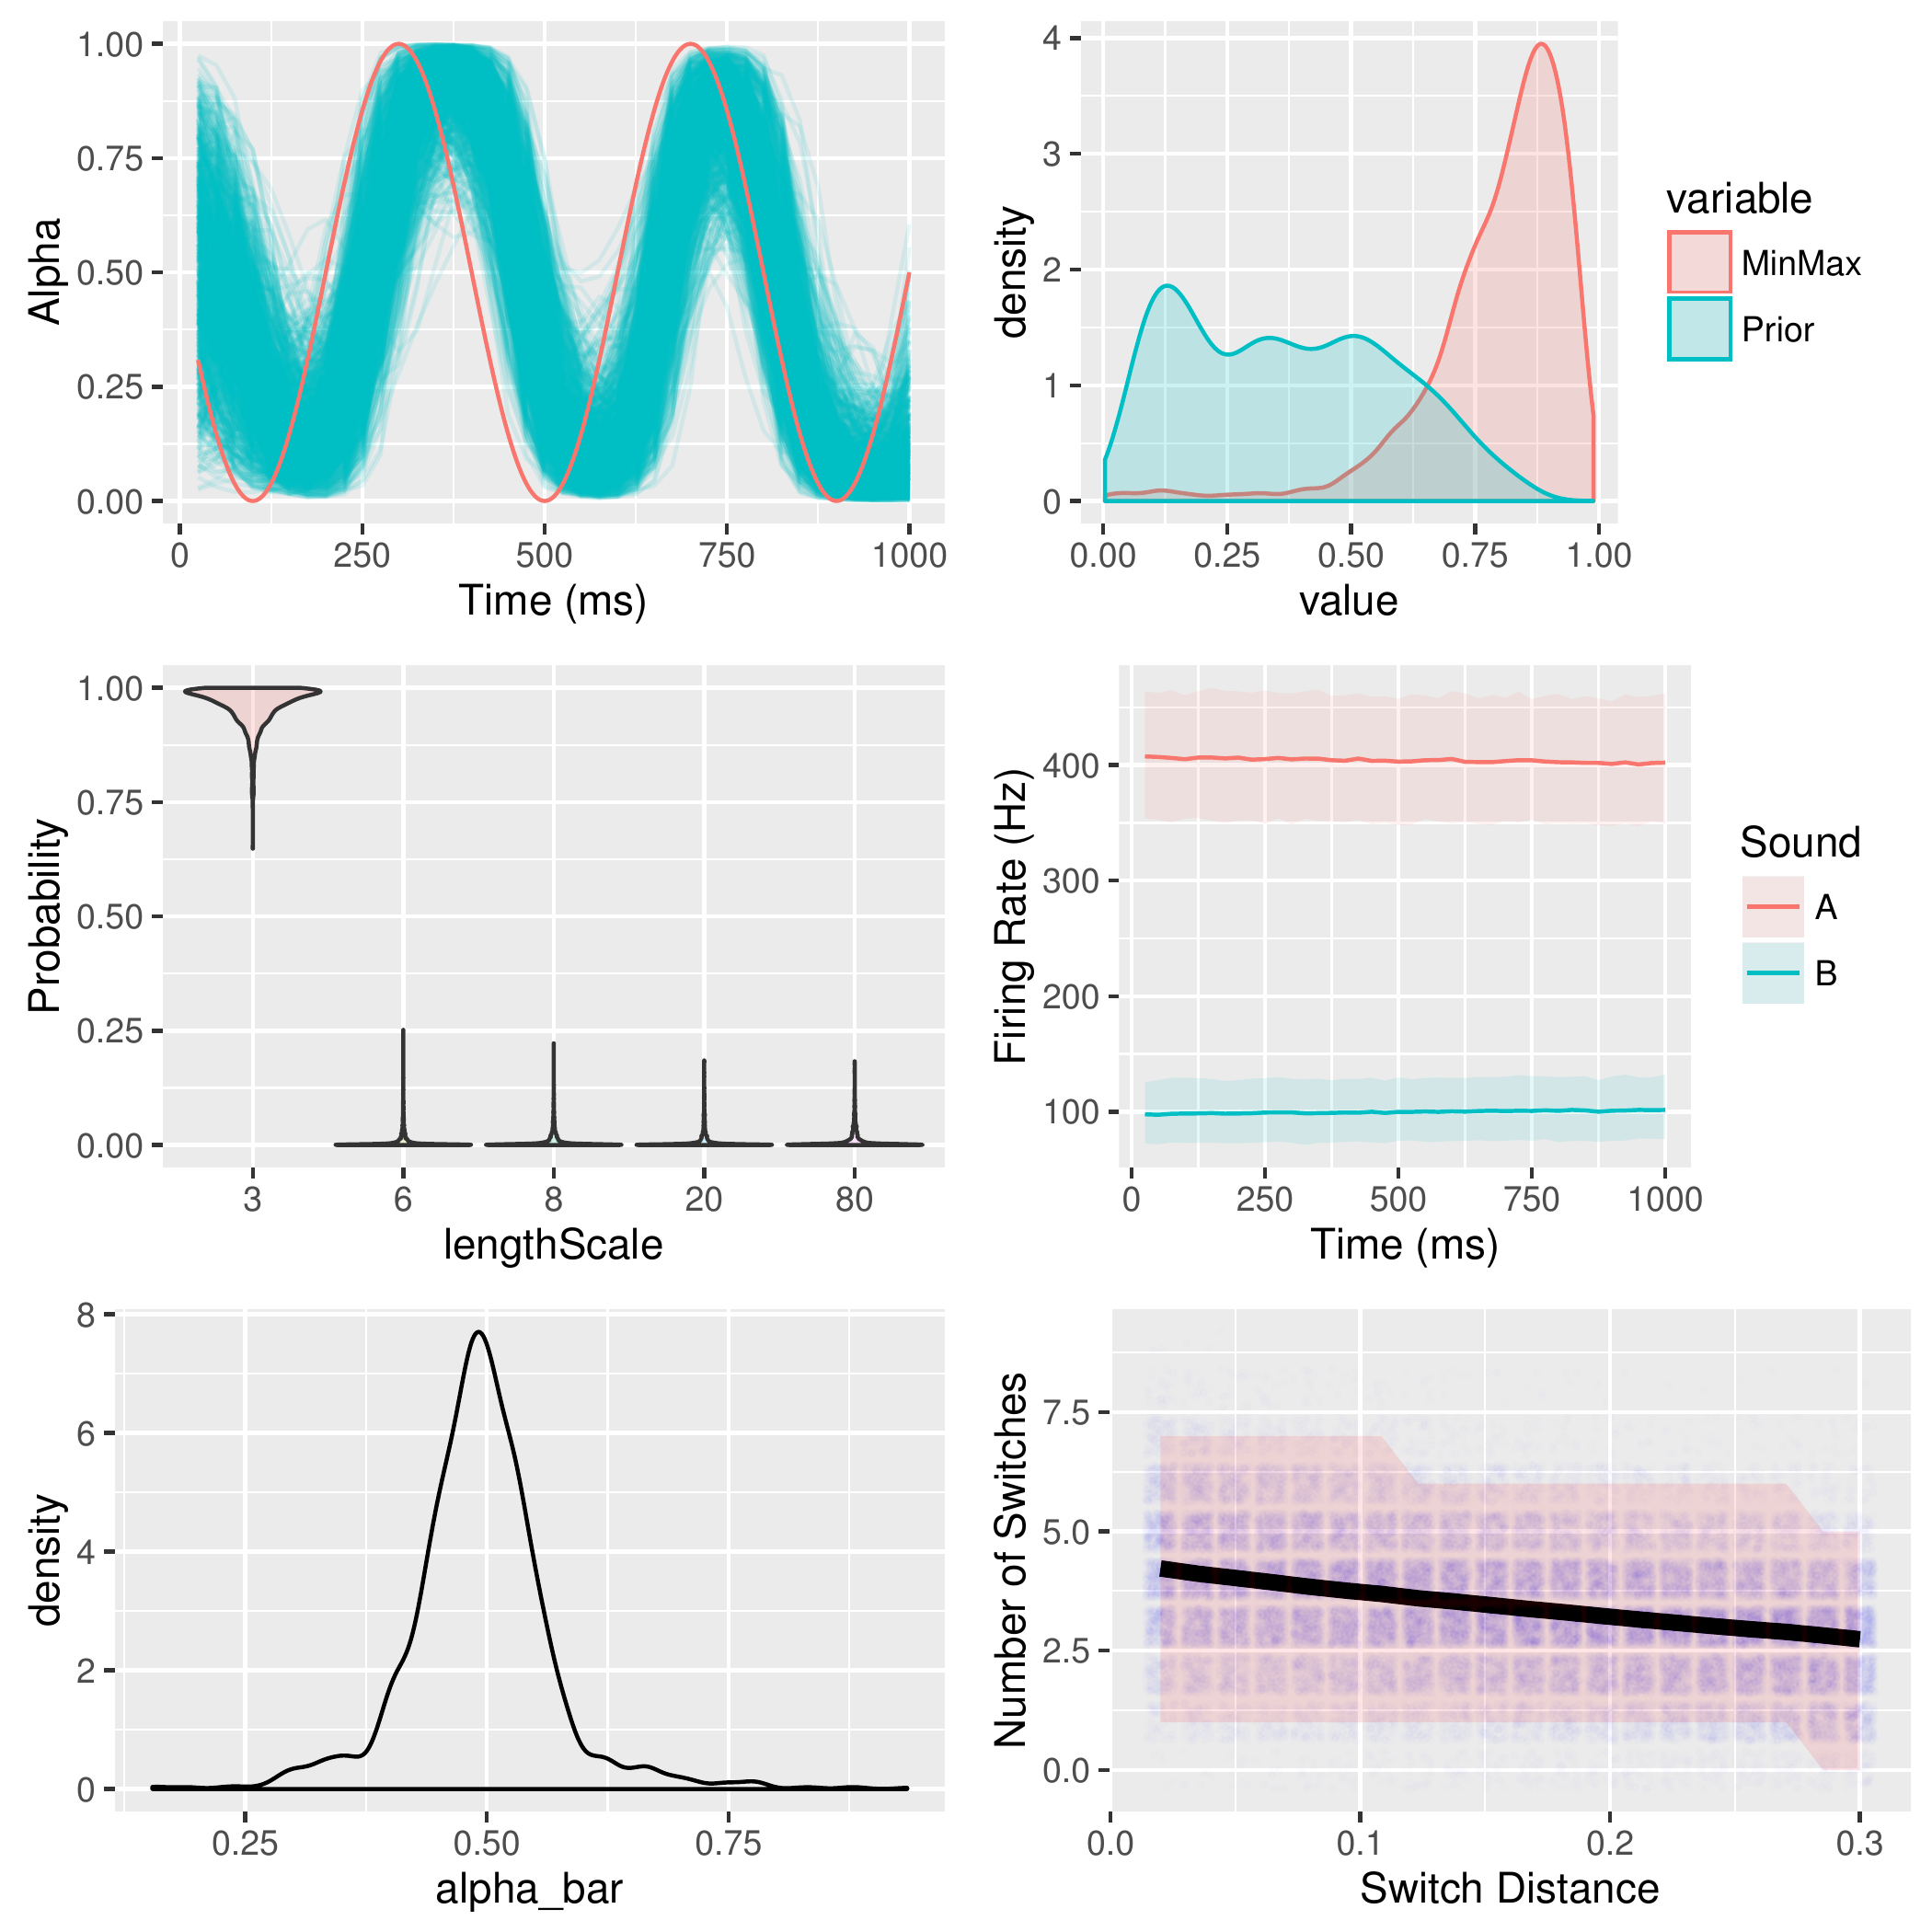 1.00
0.75
0.50
0.25
0.00
Alpha
0 250 500 750 1000
Time (ms)
4
3
2
1
0
density
0.00 0.25 0.50 0.75 1.00
value
variable
MinMax
Prior
1.00
0.75
0.50
0.25
0.00
Probability
3 6 8 20 80
lengthScale
400
300
200
100
Firing Rate (Hz)
0 250 500 750 1000
Time (ms)
Sound
A
B
8
6
4
2
0
density
0.25 0.50 0.75
alpha_bar
7.5
5.0
2.5
0.0
Number of Switches
0.0 0.1 0.2 0.3
Switch Distance